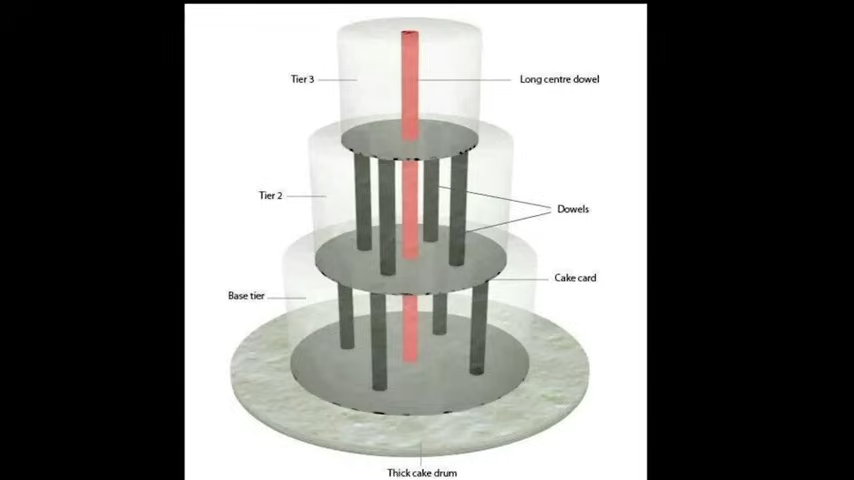 Tier 3
Long centre dowel
Tier 2
Dowels
Cake card
Base tier
Thick cake drum